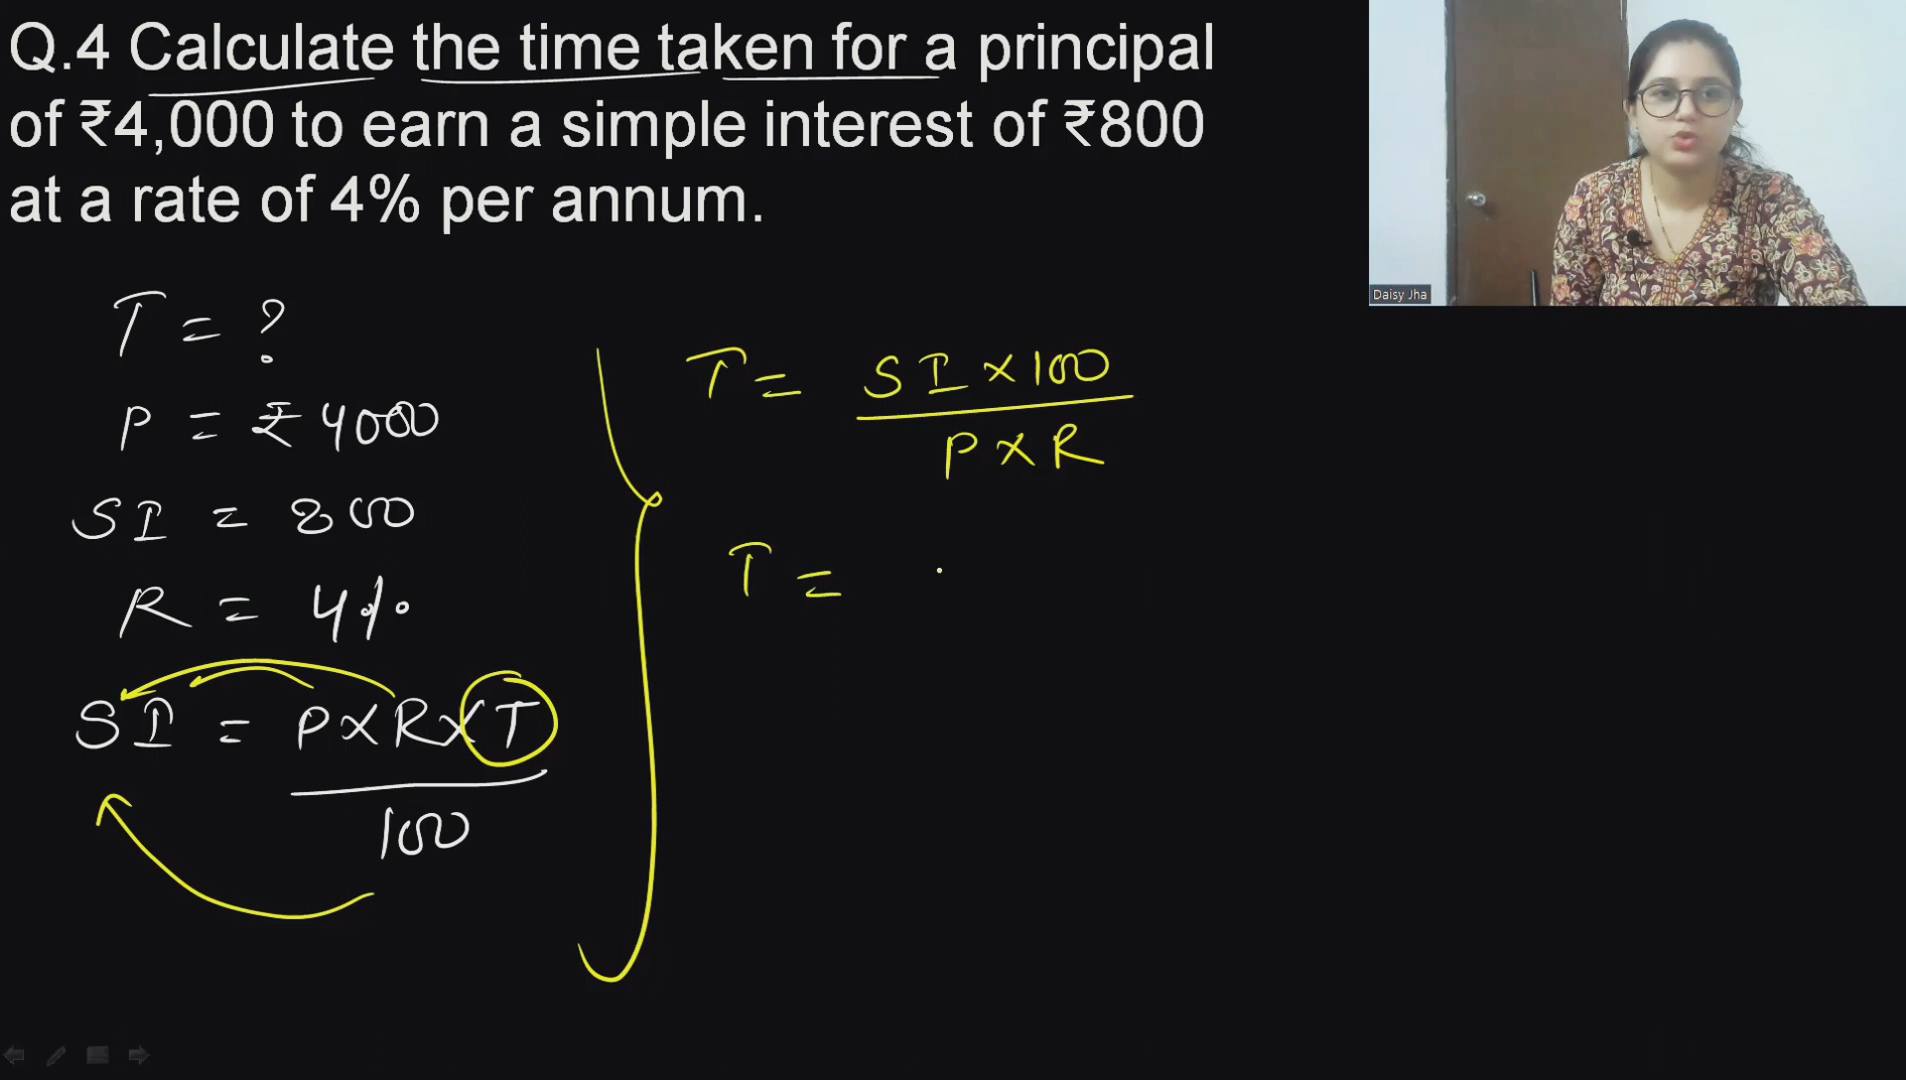 Q.4 Calculate the time taken for a principal
of ₹4,000 to earn a simple interest of ₹800
at a rate of 4% per annum.
Daisy Jha
T = ?
P = ₹ 4000
SI = 800
R = 4%
SI = P×R×T
100
T = SI×100
P×R
T =